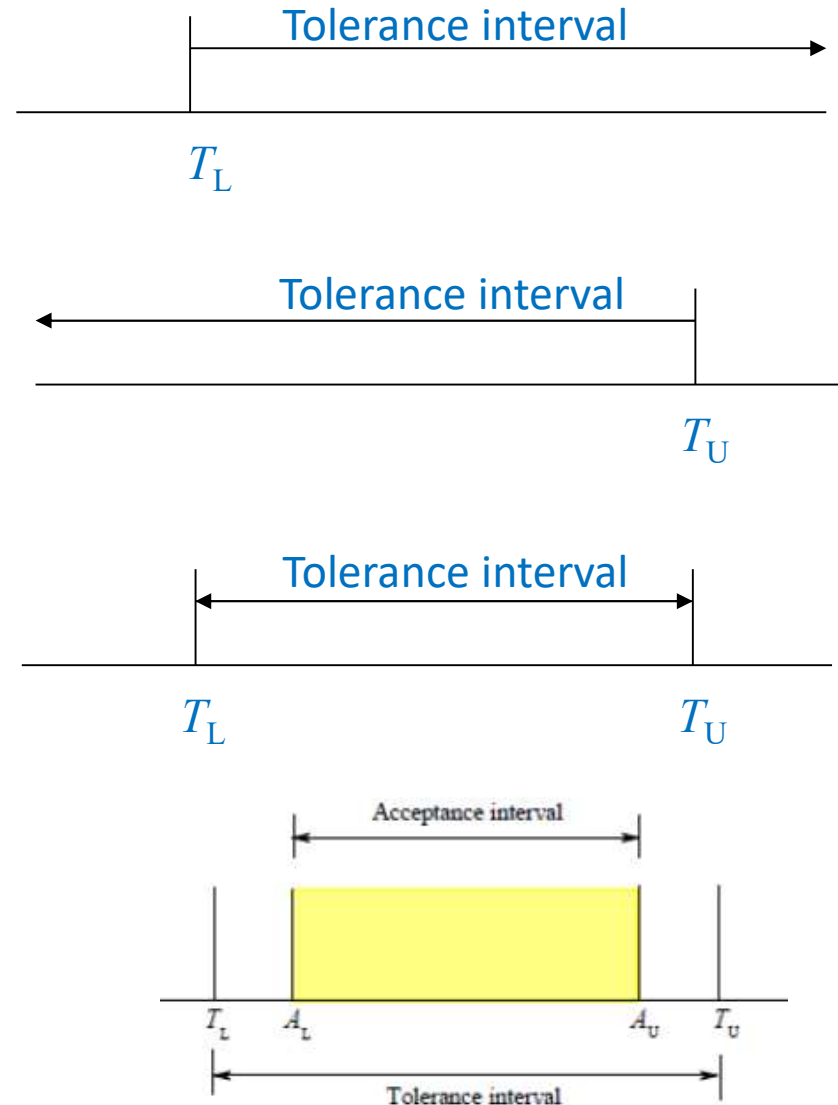 Tolerance interval
T_L
Tolerance interval
T_U
Tolerance interval
T_L T_U
Acceptance interval
T_L A_L A_U T_U
Tolerance interval